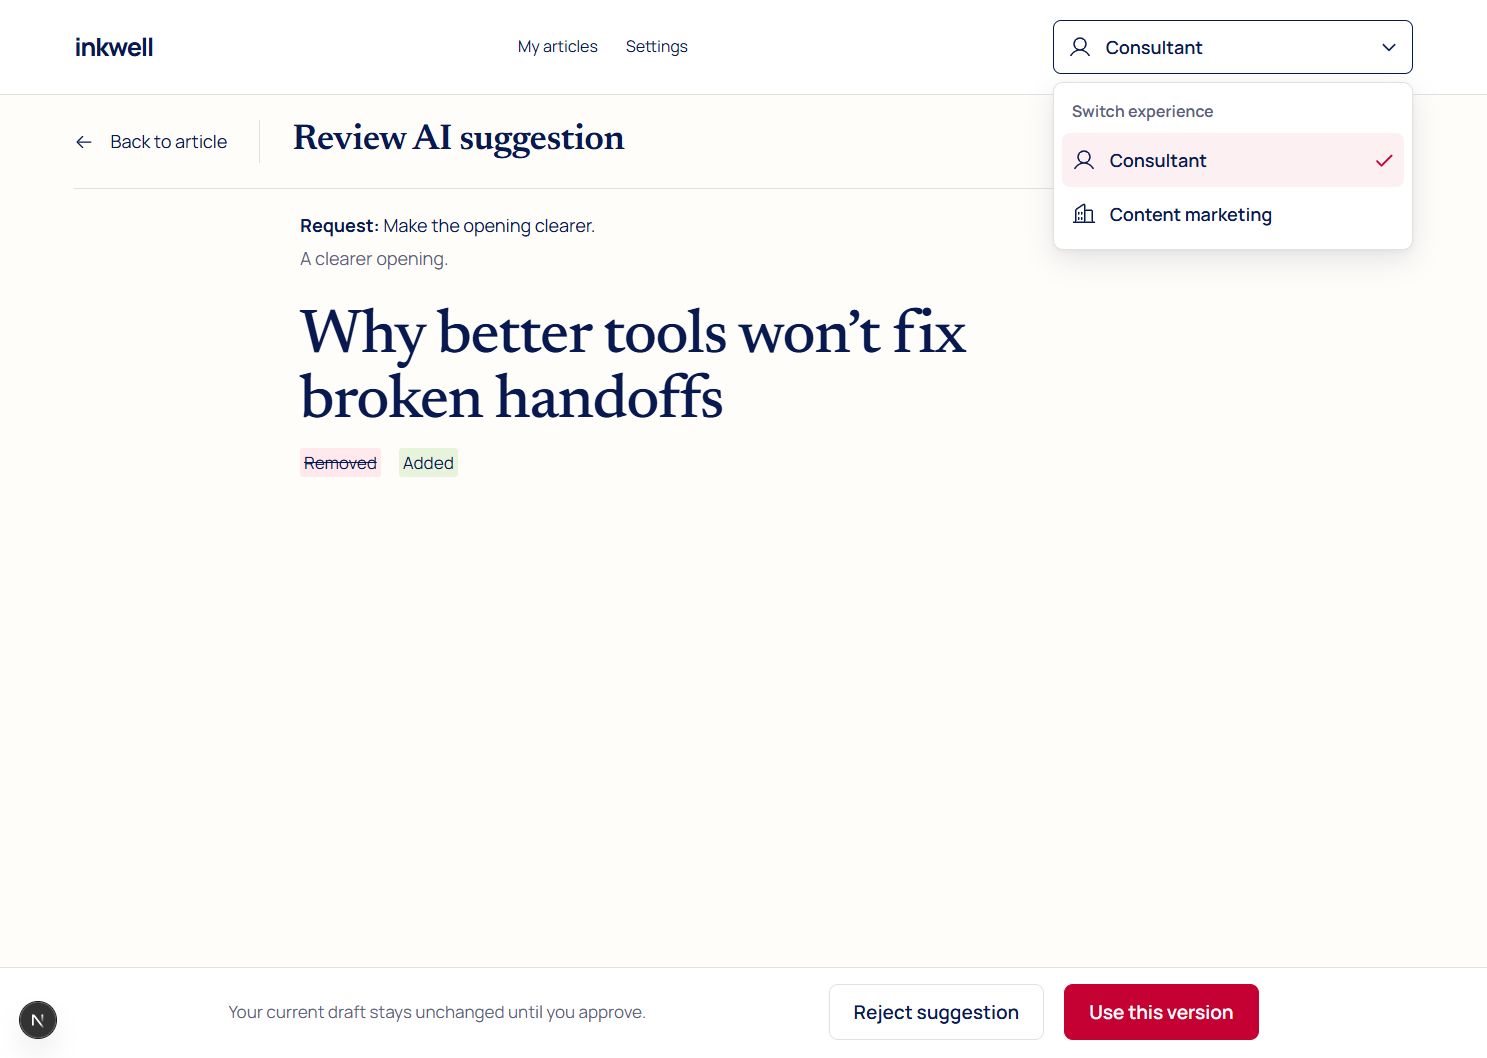 inkwell
My articles
Settings
Consultant
Switch experience
Consultant
Content marketing
Back to article
Review AI suggestion
Request: Make the opening clearer.
A clearer opening.
Why better tools won’t fix
broken handoffs
Removed
Added
Your current draft stays unchanged until you approve.
Reject suggestion
Use this version
N